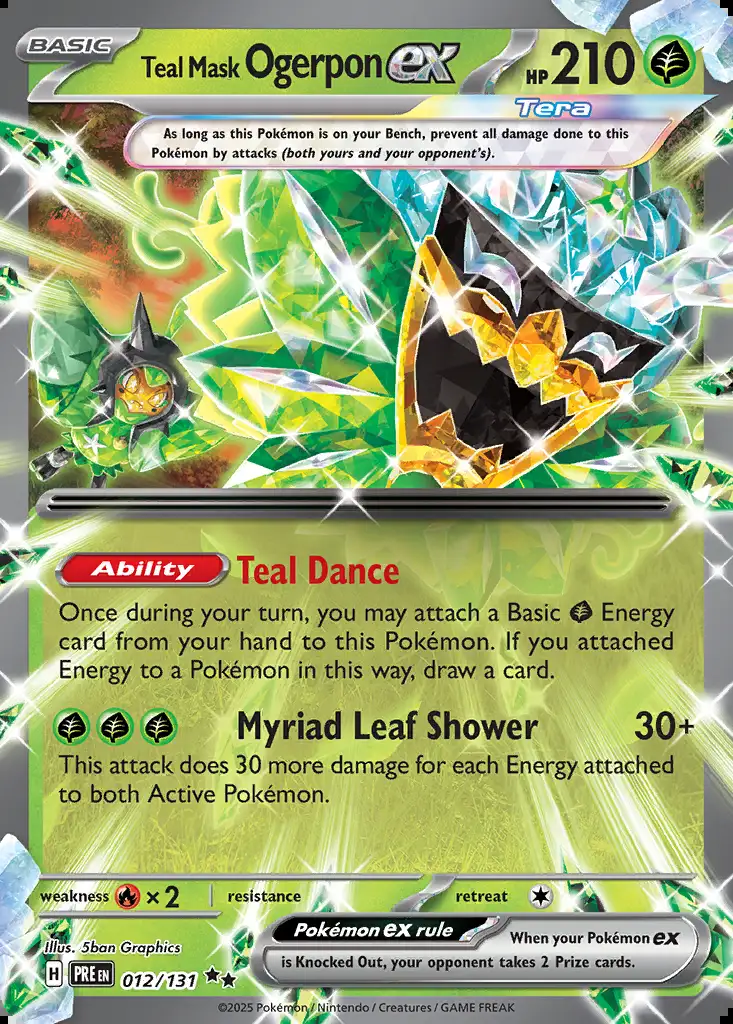 BASIC
Teal Mask Ogerpon ex HP 210
Tera
As long as this Pokémon is on your Bench, prevent all damage done to this
Pokémon by attacks (both yours and your opponent's).
Ability Teal Dance
Once during your turn, you may attach a Basic Energy
card from your hand to this Pokémon. If you attached
Energy to a Pokémon in this way, draw a card.
Myriad Leaf Shower 30+
This attack does 30 more damage for each Energy attached
to both Active Pokémon.
weakness ×2 resistance retreat
Illus. 5ban Graphics
Pokémon ex rule When your Pokémon ex
is Knocked Out, your opponent takes 2 Prize cards.
H PRE EN 012/131
©2025 Pokémon / Nintendo / Creatures / GAME FREAK